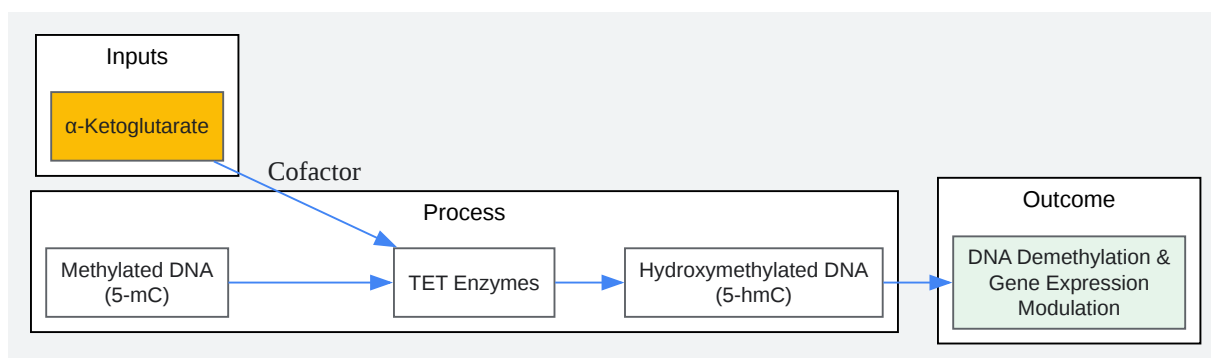 Inputs
α-Ketoglutarate
Cofactor
Process
Methylated DNA
(5-mC)
TET Enzymes
Hydroxymethylated DNA
(5-hmC)
Outcome
DNA Demethylation &
Gene Expression
Modulation